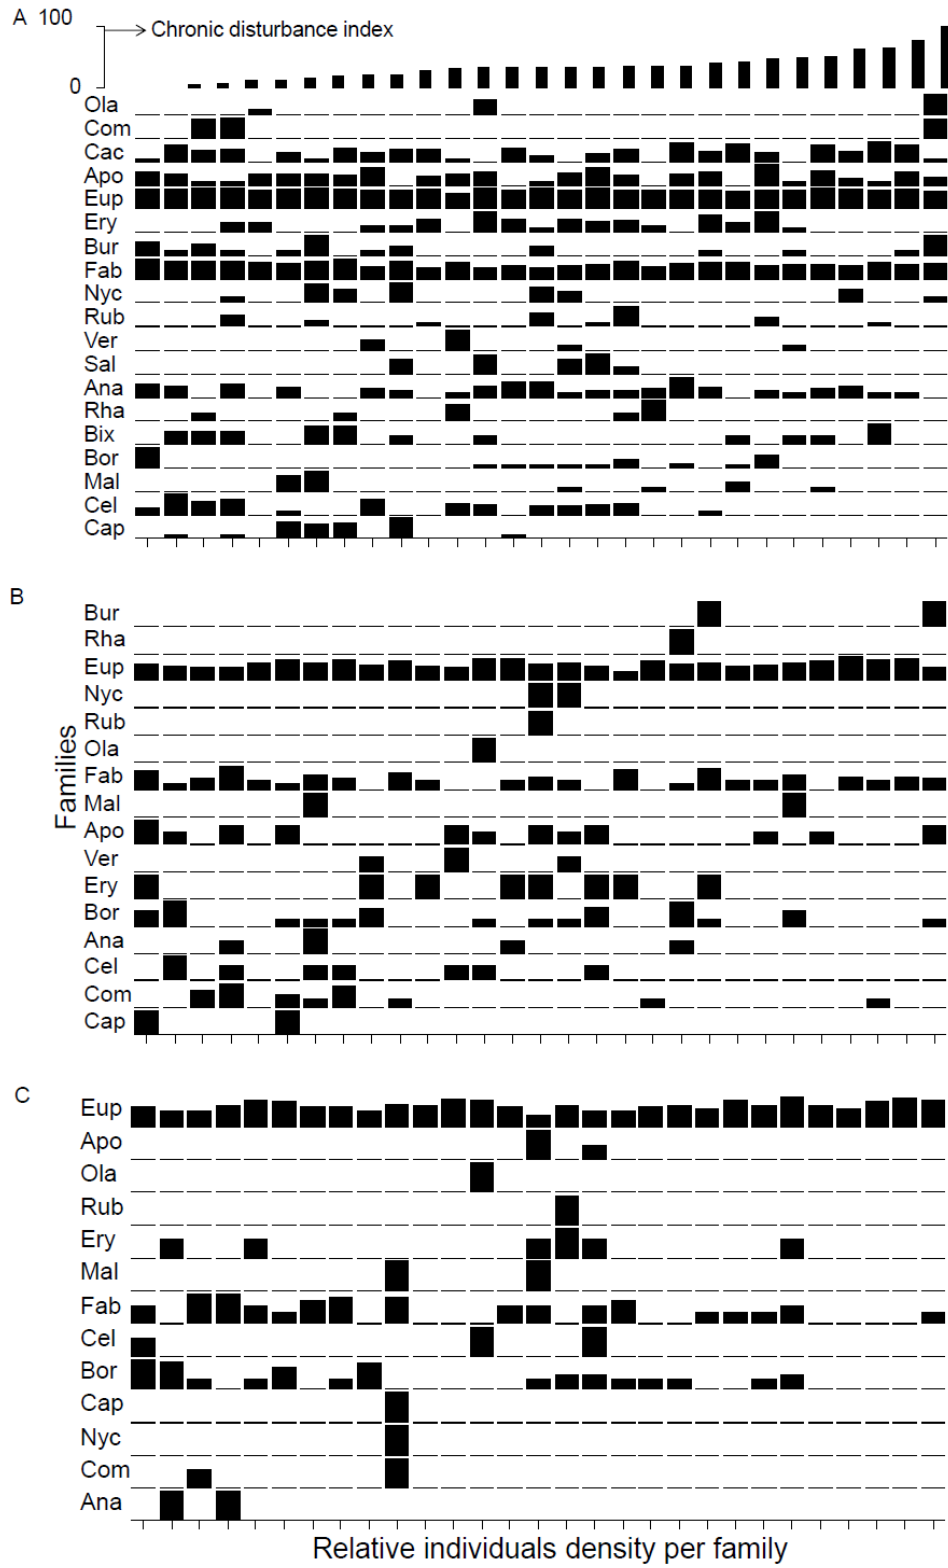 A 100
Chronic disturbance index
0
Ola
Com
Cac
Apo
Eup
Ery
Bur
Fab
Nyc
Rub
Ver
Sal
Ana
Rha
Bix
Bor
Mal
Cel
Cap
B
Bur
Rha
Eup
Nyc
Rub
Ola
Fab
Mal
Apo
Ver
Ery
Bor
Ana
Cel
Com
Cap
Families
C
Eup
Apo
Ola
Rub
Ery
Mal
Fab
Cel
Bor
Cap
Nyc
Com
Ana
Relative individuals density per family